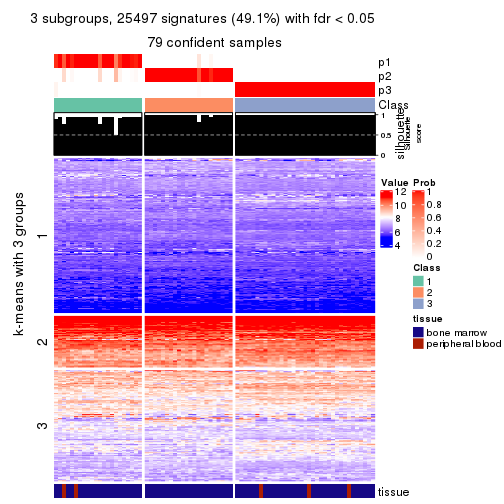 3 subgroups, 25497 signatures (49.1%) with fdr < 0.05
79 confident samples
p1
p2
p3
Class
1
0.5
0
silhouette
Silhouette
score
k-means with 3 groups
1
2
3
Value
12
10
8
6
4
Prob
1
0.8
0.6
0.4
0.2
0
Class
1
2
3
tissue
bone marrow
peripheral blood
tissue